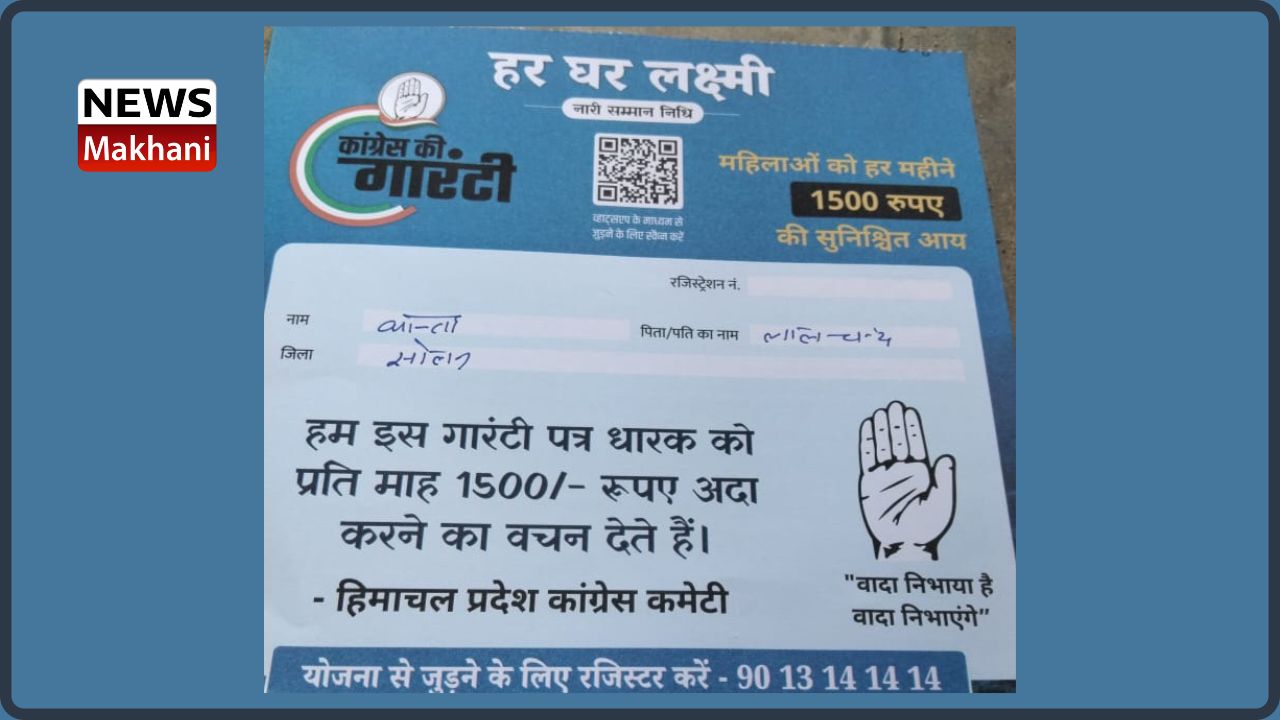 NEWS
Makhani
हर घर लक्ष्मी
नारी सम्मान निधि
कांग्रेस की
गारंटी
व्हाट्सएप के माध्यम से
जुड़ने के लिए स्कैन करें
महिलाओं को हर महीने
1500 रुपए
की सुनिश्चित आय
रजिस्ट्रेशन नं.
नाम कान्ता पिता/पति का नाम लाल चन्द
जिला सोलन
हम इस गारंटी पत्र धारक को
प्रति माह 1500/- रूपए अदा
करने का वचन देते हैं।
- हिमाचल प्रदेश कांग्रेस कमेटी
"वादा निभाया है
वादा निभाएंगे"
योजना से जुड़ने के लिए रजिस्टर करें - 90 13 14 14 14